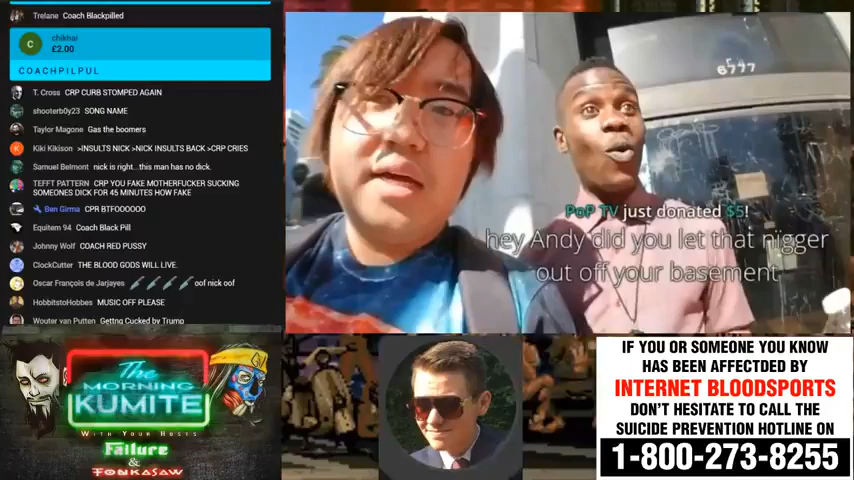 Trelane Coach Blackpilled
C
chikhai
£2.00
COACHPILPUL
T. Cross CRP CURB STOMPED AGAIN
shooterb0y23 SONG NAME
Taylor Magone Gas the boomers
K
Kiki Kikison >INSULTS NICK >NICK INSULTS BACK >CRP CRIES
Samuel Belmont nick is right...this man has no dick.
TEFFT PATTERN CRP YOU FAKE MOTHERFUCKER SUCKING
SOMEONES DICK FOR 45 MINUTES HOW FAKE
Ben Girma CPR BTFOOOOOO
Equitem 94 Coach Black Pill
Johnny Wolf COACH RED PUSSY
ClockCutter THE BLOOD GODS WILL LIVE.
Oscar François de Jarjayes oof nick oof
HobbitstoHobbes MUSIC OFF PLEASE
Wouter van Putten Gettng Cucked by Trump
6777
PoP TV just donated $5!
hey Andy did you let that nigger
out off your basement
The
MORNING
KUMITE
WITH YOUR HOSTS
Failure
&
TONKASAW
IF YOU OR SOMEONE YOU KNOW
HAS BEEN AFFECTDED BY
INTERNET BLOODSPORTS
DON'T HESITATE TO CALL THE
SUICIDE PREVENTION HOTLINE ON
1-800-273-8255